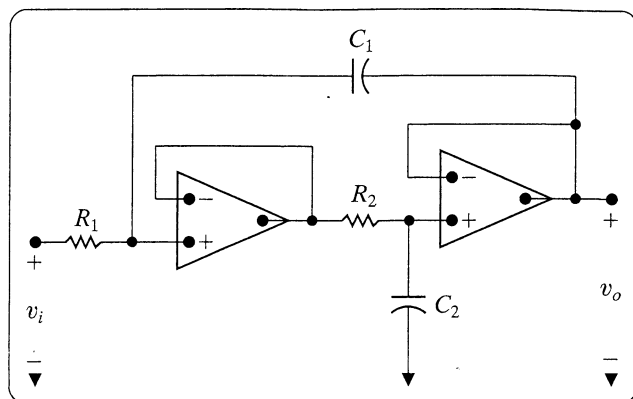 C₁
R₁
−
+
R₂
−
+
+
vᵢ
−
C₂
+
vₒ
−